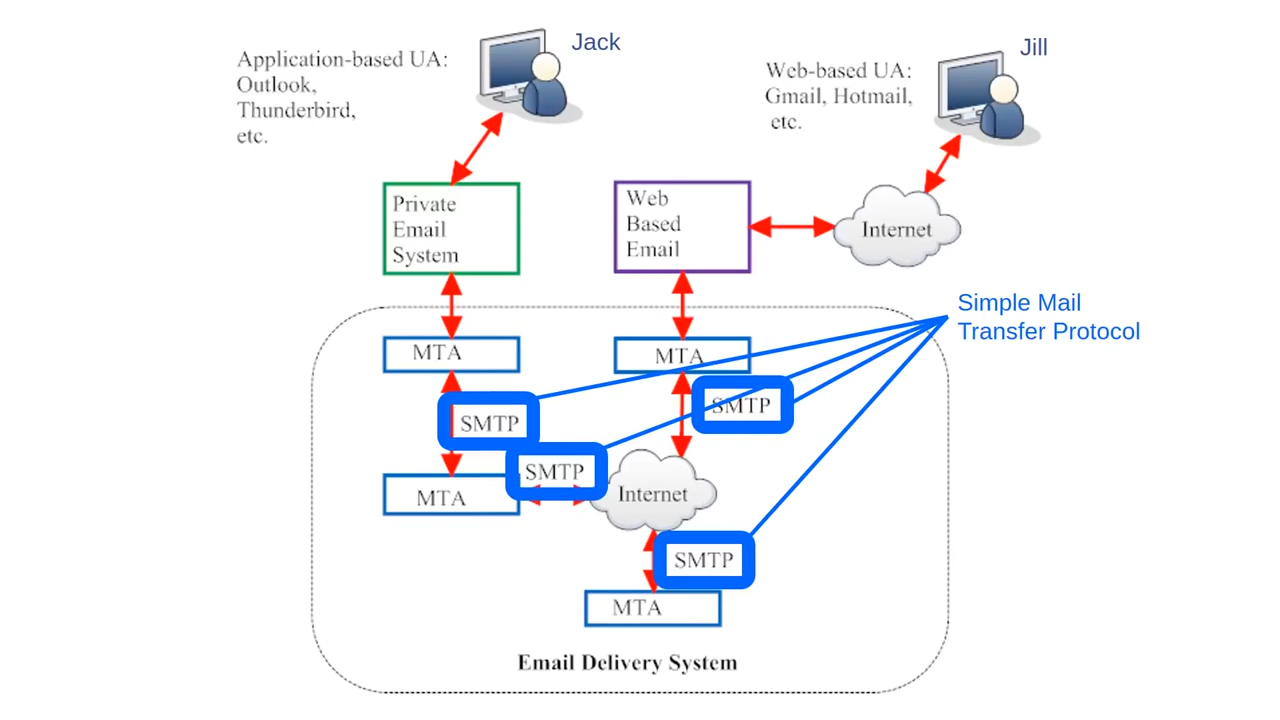 Jack
Application-based UA:
Outlook,
Thunderbird,
etc.
Jill
Web-based UA:
Gmail, Hotmail,
etc.
Private
Email
System
Web
Based
Email
Internet
Simple Mail
Transfer Protocol
MTA
MTA
SMTP
SMTP
SMTP
MTA
Internet
SMTP
MTA
Email Delivery System